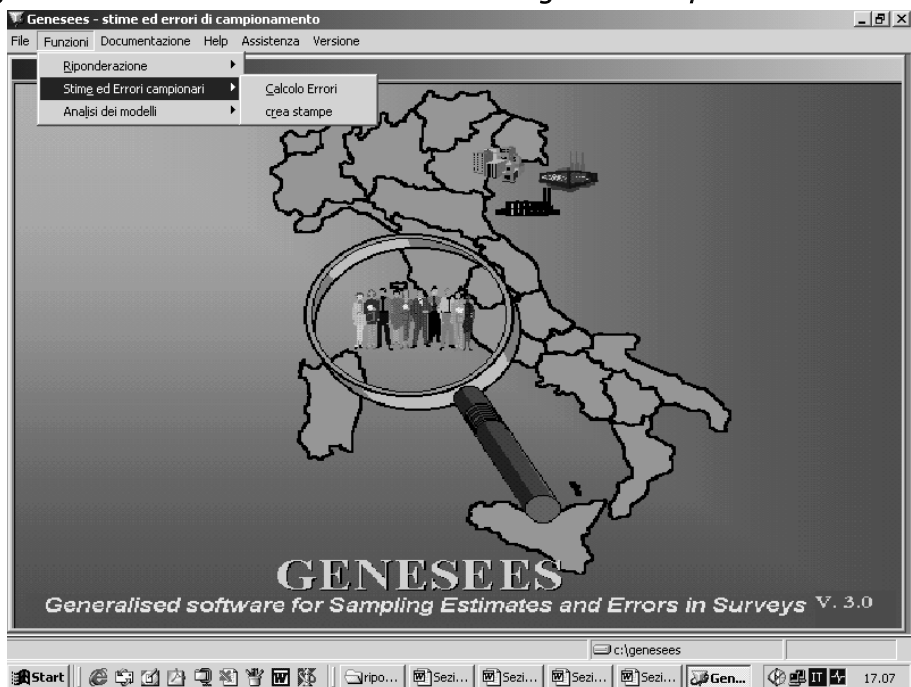 Genesees - stime ed errori di campionamento
File Funzioni Documentazione Help Assistenza Versione
Riponderazione
Stime ed Errori campionari
Calcolo Errori
Analisi dei modelli
crea stampe
GENESEES
Generalised software for Sampling Estimates and Errors in Surveys V. 3.0
c:\genesees
Start ripo... Sezi... Sezi... Sezi... Sezi... Gen... IT 17.07